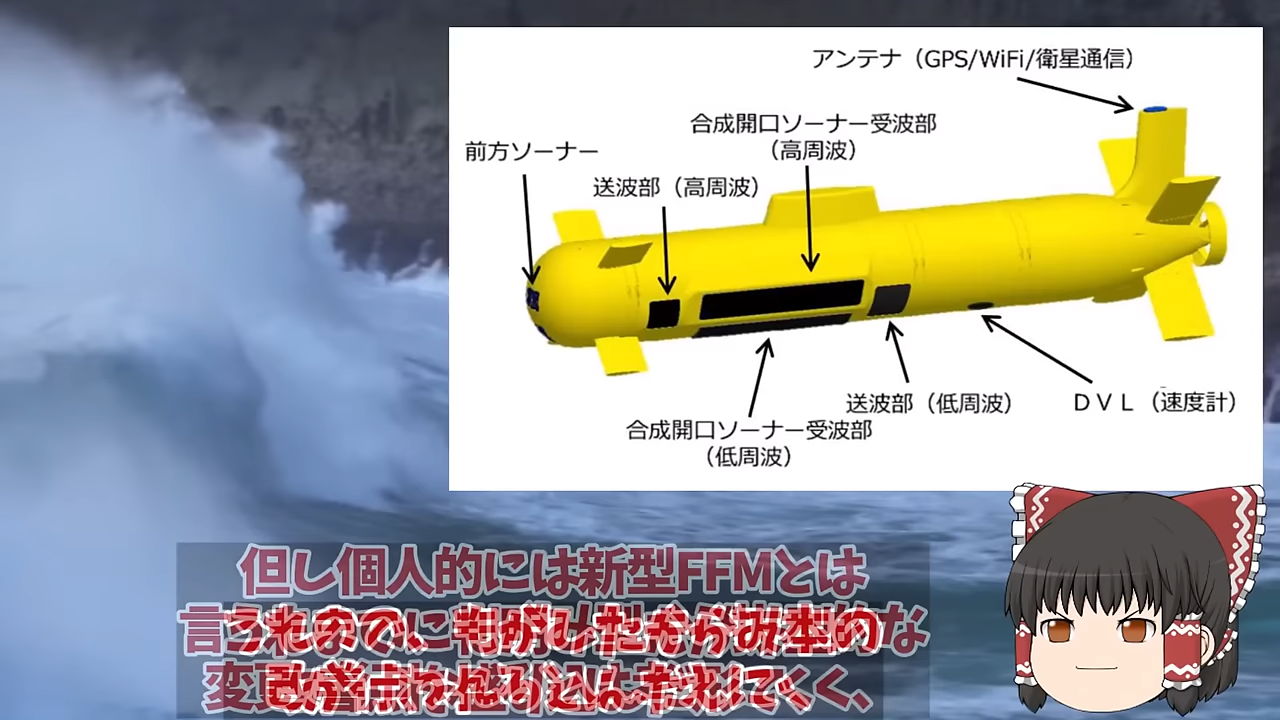 アンテナ（GPS/WiFi/衛星通信）
合成開口ソーナー受波部
（高周波）
前方ソーナー
送波部（高周波）
送波部（低周波）
ＤＶＬ（速度計）
合成開口ソーナー受波部
（低周波）
但し個人的には新型FFMとは